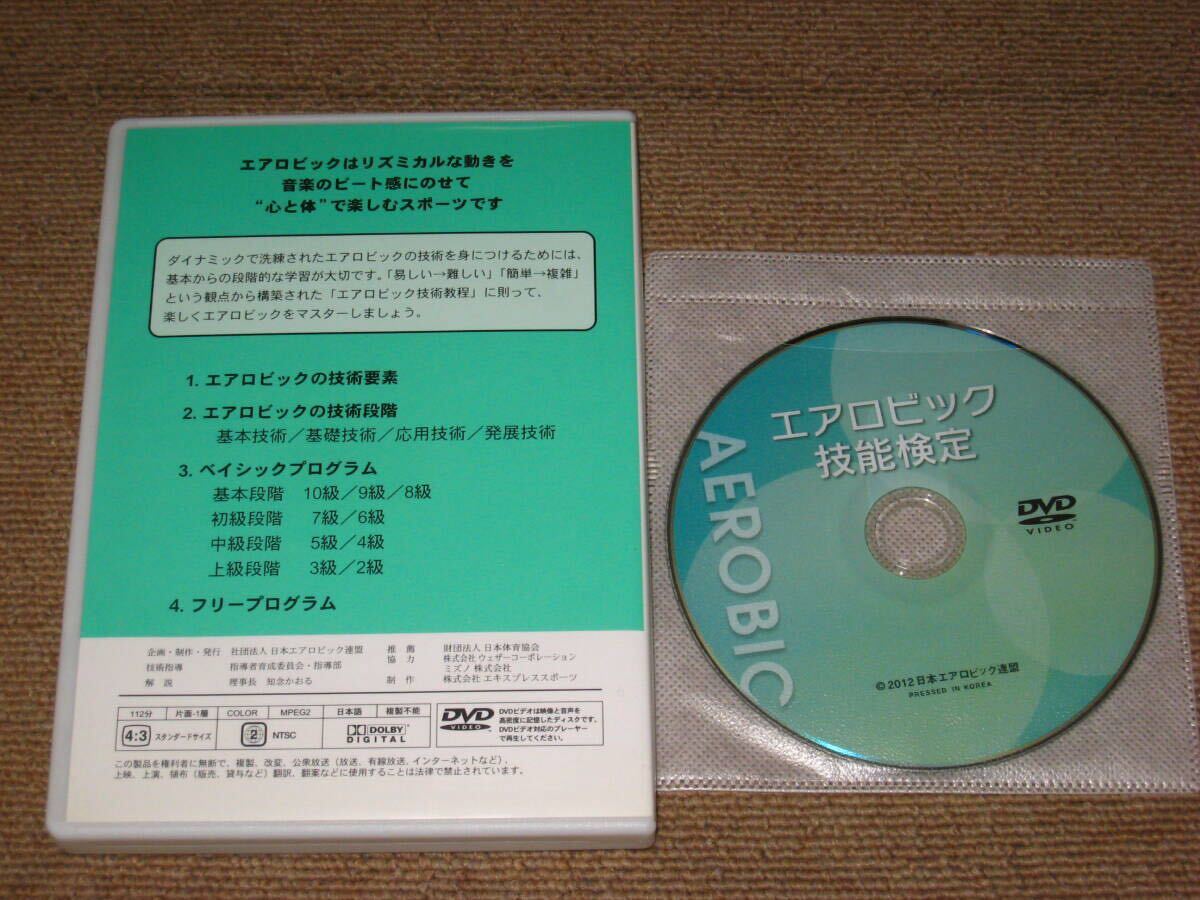 エアロビックはリズミカルな動きを
音楽のビート感にのせて
“心と体”で楽しむスポーツです
ダイナミックで洗練されたエアロビックの技術を身につけるためには、
基本からの段階的な学習が大切です。「易しい→難しい」「簡単→複雑」
という観点から構築された「エアロビック技術教程」に則って、
楽しくエアロビックをマスターしましょう。
1. エアロビックの技術要素
2. エアロビックの技術段階
基本技術／基礎技術／応用技術／発展技術
3. ベイシックプログラム
基本段階 10級／9級／8級
初級段階 7級／6級
中級段階 5級／4級
上級段階 3級／2級
4. フリープログラム
企画・制作・発行 社団法人 日本エアロビック連盟
技術指導 指導者育成委員会・指導部
解説 理事長 知念かおる
推薦 財団法人 日本体育協会
協力 株式会社 ウェザーコーポレーション
ミズノ 株式会社
制作 株式会社 エキスプレススポーツ
112分 片面・1層 COLOR MPEG2 日本語 複製不能
4:3 スタンダードサイズ 2 NTSC DOLBY DIGITAL
DVD VIDEO
DVDビデオは映像と音声を
高密度に記憶したディスクです。
DVDビデオ対応のプレーヤー
で再生してください。
この製品を権利者に無断で、複製、改変、公衆放送（放送、有線放送、インターネットなど）、
上映、上演、頒布（販売、貸与など）翻訳、翻案などに使用することは法律で禁止されています。
エアロビック
技能検定
AEROBIC
DVD
VIDEO
©2012 日本エアロビック連盟
PRESSED IN KOREA